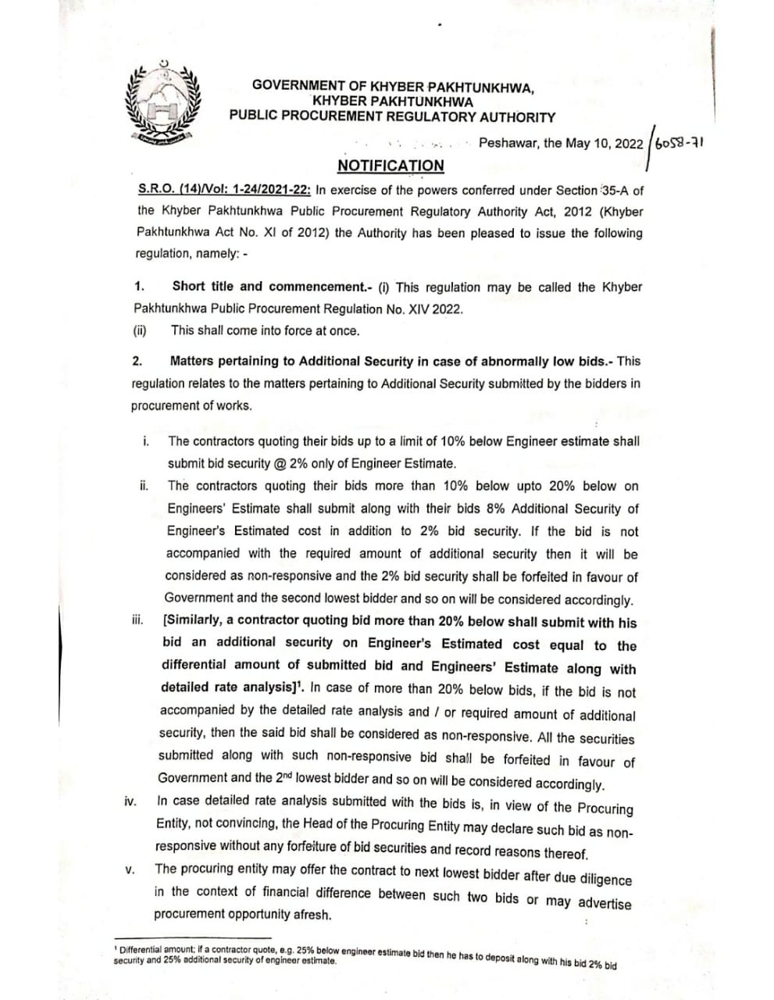 GOVERNMENT OF KHYBER PAKHTUNKHWA,
KHYBER PAKHTUNKHWA
PUBLIC PROCUREMENT REGULATORY AUTHORITY
Peshawar, the May 10, 2022 / 6058-71
NOTIFICATION
S.R.O. (14)/Vol: 1-24/2021-22: In exercise of the powers conferred under Section 35-A of
the Khyber Pakhtunkhwa Public Procurement Regulatory Authority Act, 2012 (Khyber
Pakhtunkhwa Act No. XI of 2012) the Authority has been pleased to issue the following
regulation, namely: -
1. Short title and commencement.- (i) This regulation may be called the Khyber
Pakhtunkhwa Public Procurement Regulation No. XIV 2022.
(ii) This shall come into force at once.
2. Matters pertaining to Additional Security in case of abnormally low bids.- This
regulation relates to the matters pertaining to Additional Security submitted by the bidders in
procurement of works.
i. The contractors quoting their bids up to a limit of 10% below Engineer estimate shall
submit bid security @ 2% only of Engineer Estimate.
ii. The contractors quoting their bids more than 10% below upto 20% below on
Engineers' Estimate shall submit along with their bids 8% Additional Security of
Engineer's Estimated cost in addition to 2% bid security. If the bid is not
accompanied with the required amount of additional security then it will be
considered as non-responsive and the 2% bid security shall be forfeited in favour of
Government and the second lowest bidder and so on will be considered accordingly.
iii. [Similarly, a contractor quoting bid more than 20% below shall submit with his
bid an additional security on Engineer's Estimated cost equal to the
differential amount of submitted bid and Engineers' Estimate along with
detailed rate analysis]¹. In case of more than 20% below bids, if the bid is not
accompanied by the detailed rate analysis and / or required amount of additional
security, then the said bid shall be considered as non-responsive. All the securities
submitted along with such non-responsive bid shall be forfeited in favour of
Government and the 2nd lowest bidder and so on will be considered accordingly.
iv. In case detailed rate analysis submitted with the bids is, in view of the Procuring
Entity, not convincing, the Head of the Procuring Entity may declare such bid as non-
responsive without any forfeiture of bid securities and record reasons thereof.
v. The procuring entity may offer the contract to next lowest bidder after due diligence
in the context of financial difference between such two bids or may advertise
procurement opportunity afresh.
¹ Differential amount; if a contractor quote, e.g. 25% below engineer estimate bid then he has to deposit along with his bid 2% bid
security and 25% additional security of engineer estimate.